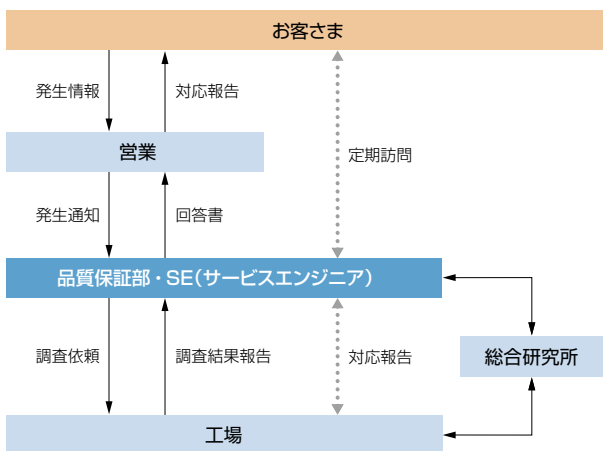 お客さま
発生情報
対応報告
営業
定期訪問
発生通知
回答書
品質保証部・SE(サービスエンジニア)
調査依頼
調査結果報告
対応報告
総合研究所
工場